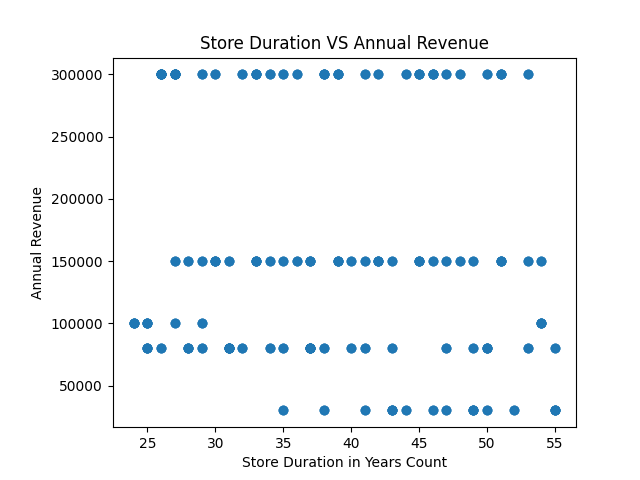 Store Duration VS Annual Revenue
300000
250000
200000
150000
100000
50000
Annual Revenue
25 30 35 40 45 50 55
Store Duration in Years Count